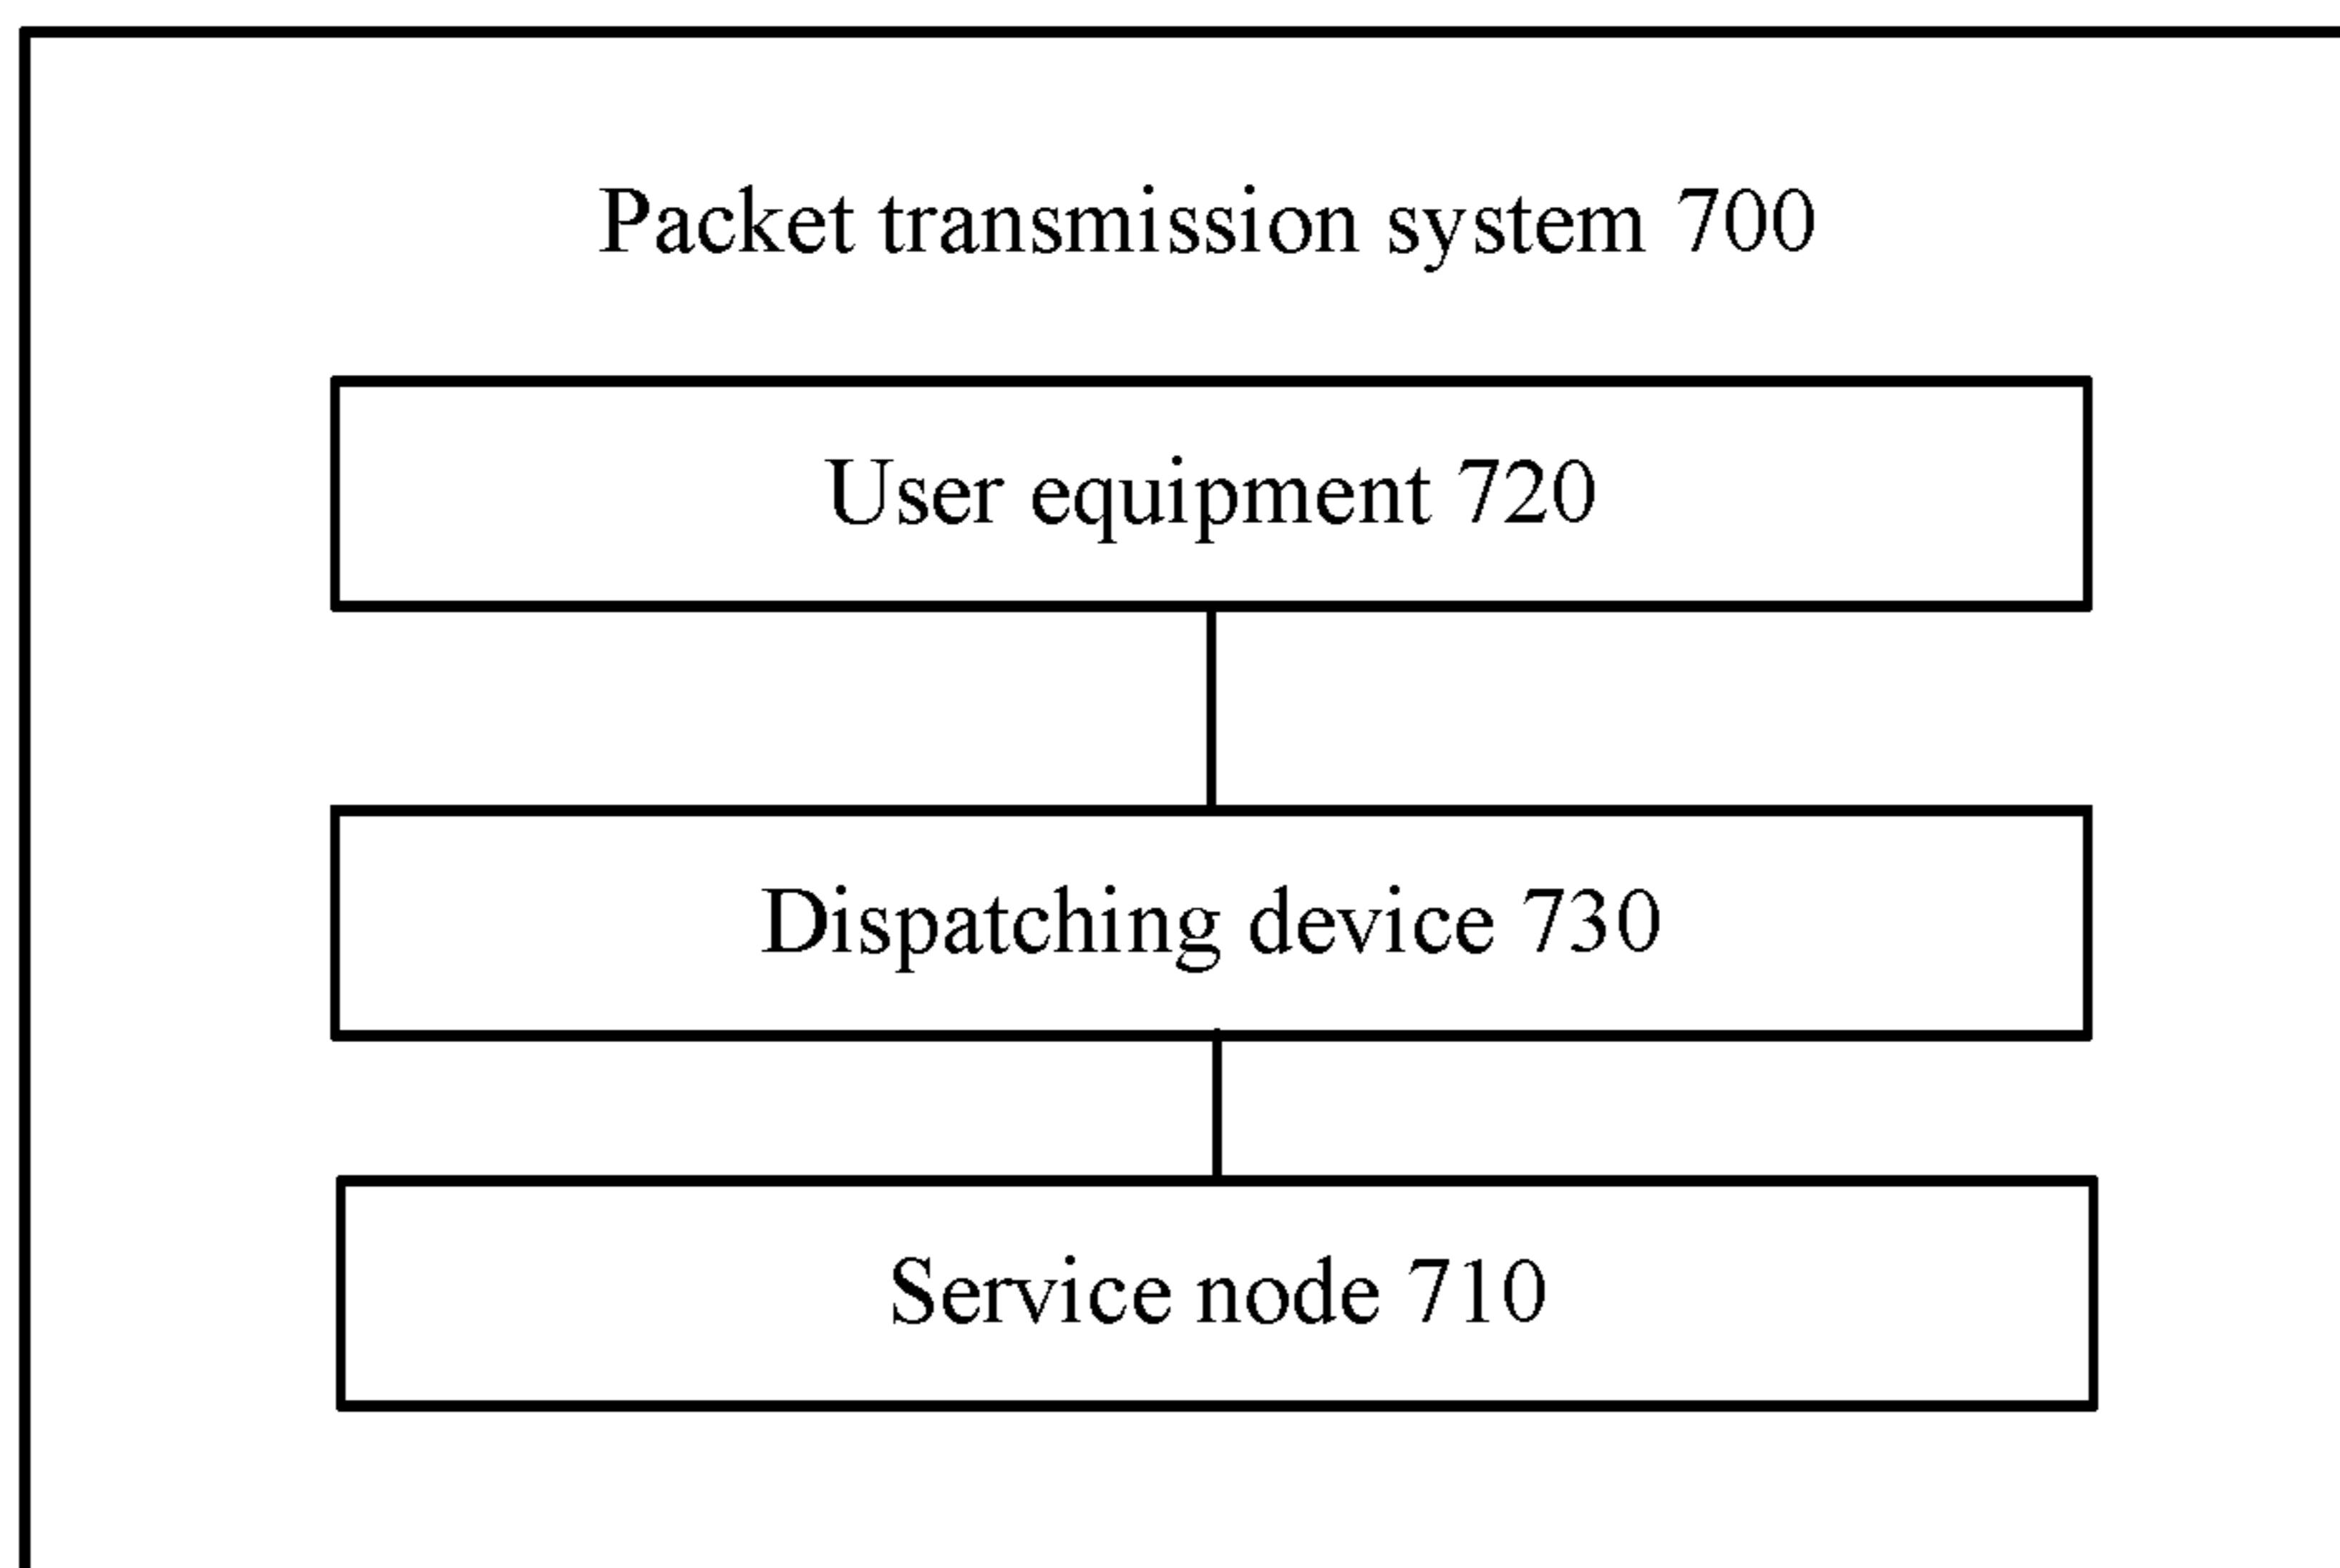 Packet transmission system 700
User equipment 720
Dispatching device 730
Service node 710